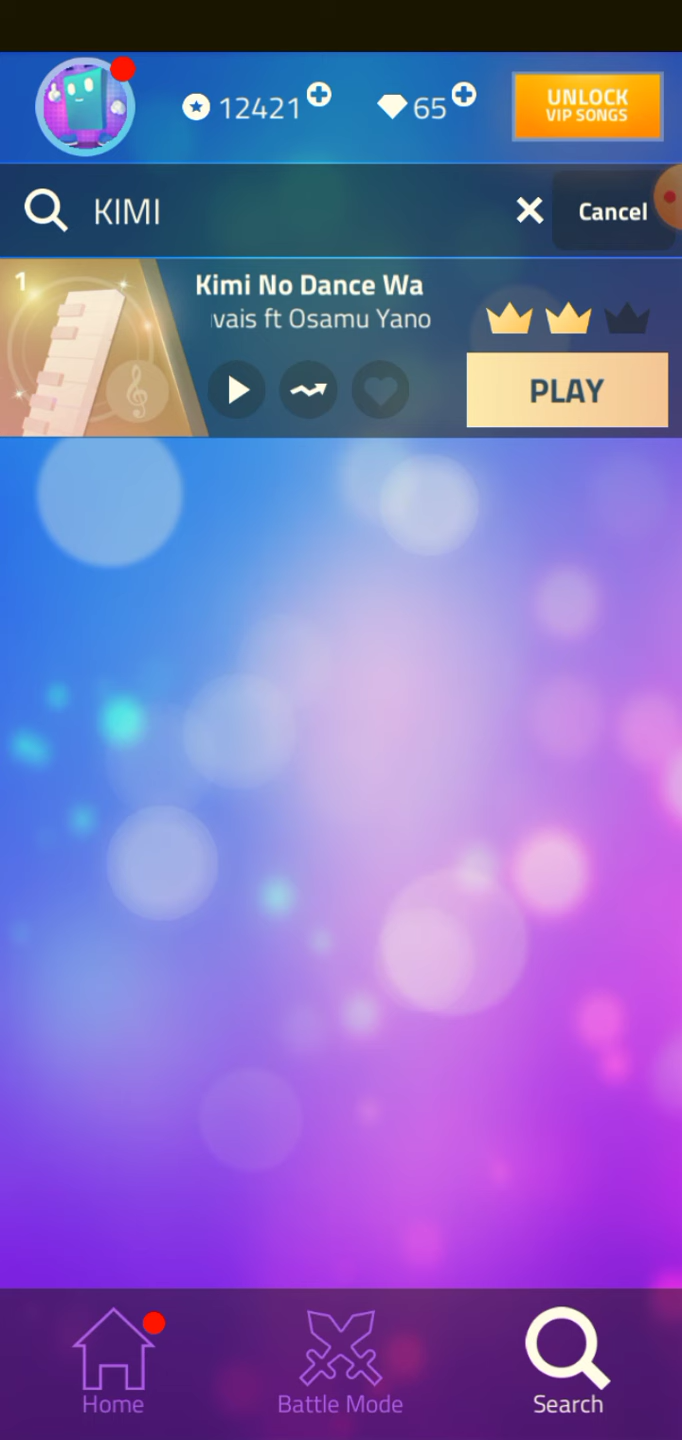 12421
65
UNLOCK
VIP SONGS
KIMI
Cancel
1
Kimi No Dance Wa
vais ft Osamu Yano
PLAY
Home
Battle Mode
Search